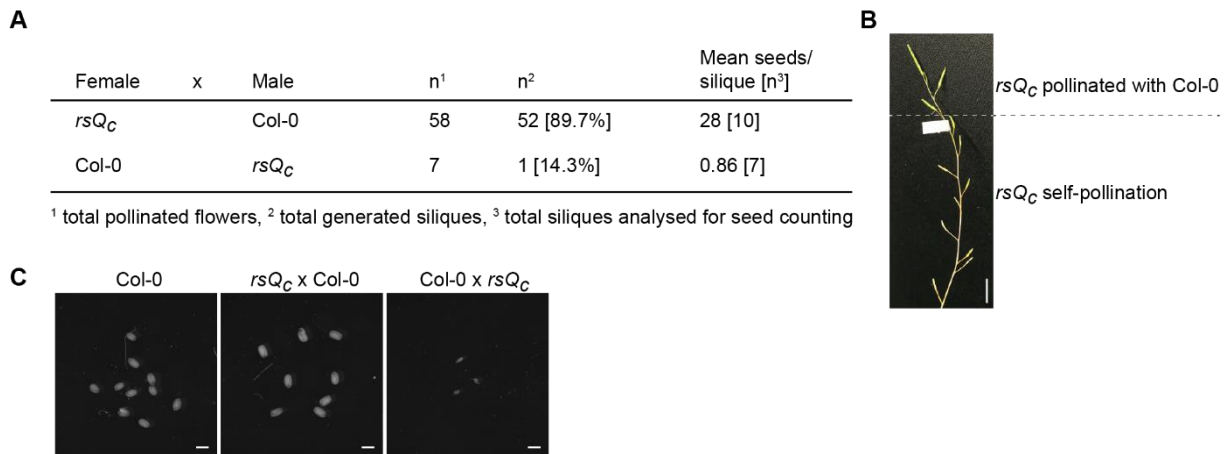 A
Female x Male n¹ n² Mean seeds/
silique [n³]
rsQc Col-0 58 52 [89.7%] 28 [10]
Col-0 rsQc 7 1 [14.3%] 0.86 [7]
¹ total pollinated flowers, ² total generated siliques, ³ total siliques analysed for seed counting
B
rsQc pollinated with Col-0
rsQc self-pollination
C
Col-0 rsQc x Col-0 Col-0 x rsQc